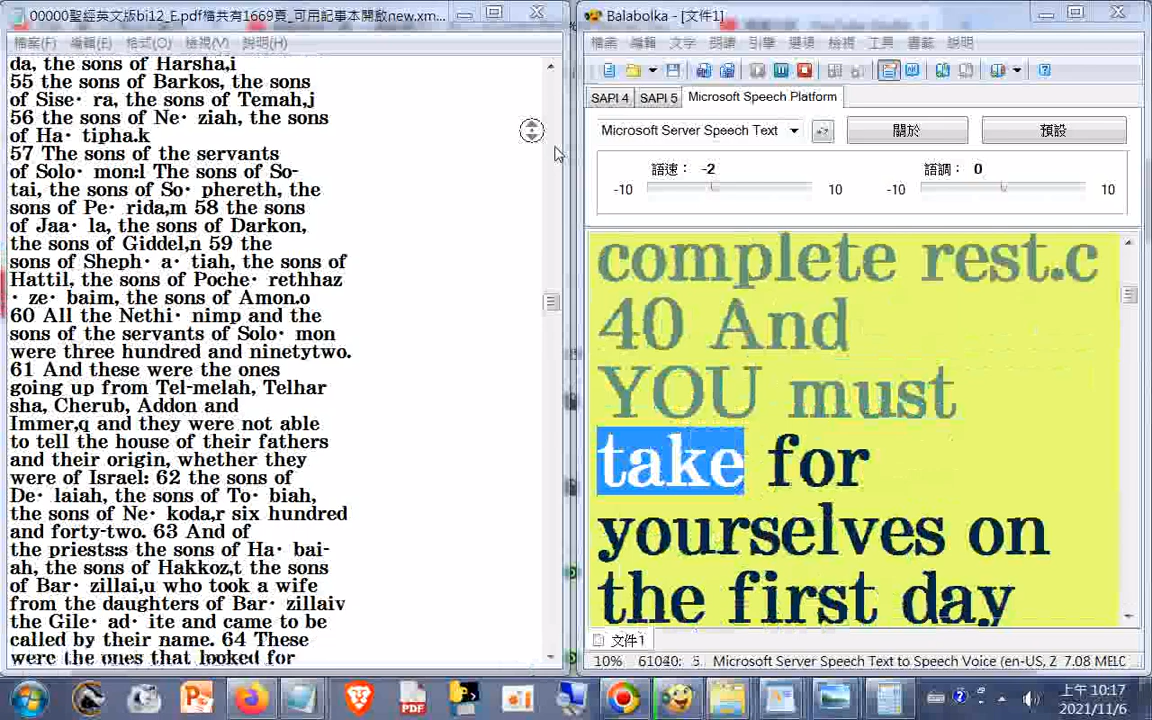 00000聖經英文版bi12_E.pdf檔共有1669頁_可用記事本開啟new.xm...
檔案(F) 編輯(E) 格式(O) 檢視(V) 說明(H)
da, the sons of Harsha,i
55 the sons of Barkos, the sons
of Sise· ra, the sons of Temah,j
56 the sons of Ne· ziah, the sons
of Ha· tipha.k
57 The sons of the servants
of Solo· mon:l The sons of So-
tai, the sons of So· phereth, the
sons of Pe· rida,m 58 the sons
of Jaa· la, the sons of Darkon,
the sons of Giddel,n 59 the
sons of Sheph· a· tiah, the sons of
Hattil, the sons of Poche· rethhaz
· ze· baim, the sons of Amon.o
60 All the Nethi· nimp and the
sons of the servants of Solo· mon
were three hundred and ninetytwo.
61 And these were the ones
going up from Tel-melah, Telhar
sha, Cherub, Addon and
Immer,q and they were not able
to tell the house of their fathers
and their origin, whether they
were of Israel: 62 the sons of
De· laiah, the sons of To· biah,
the sons of Ne· koda,r six hundred
and forty-two. 63 And of
the priests:s the sons of Ha· bai-
ah, the sons of Hakkoz,t the sons
of Bar· zillai,u who took a wife
from the daughters of Bar· zillaiv
the Gile· ad· ite and came to be
called by their name. 64 These
were the ones that looked for
Balabolka - [文件1]
檔案 編輯 文字 朗讀 引擎 選項 檢視 工具 書籤 說明
SAPI 4 SAPI 5 Microsoft Speech Platform
Microsoft Server Speech Text 關於 預設
語速： -2 語調： 0
-10 10 -10 10
complete rest.c
40 And
YOU must
take for
yourselves on
the first day
文件1
10% 61040: 5 Microsoft Server Speech Text to Speech Voice (en-US, Z 7.08 MELC
PDF
上午 10:17
2021/11/6